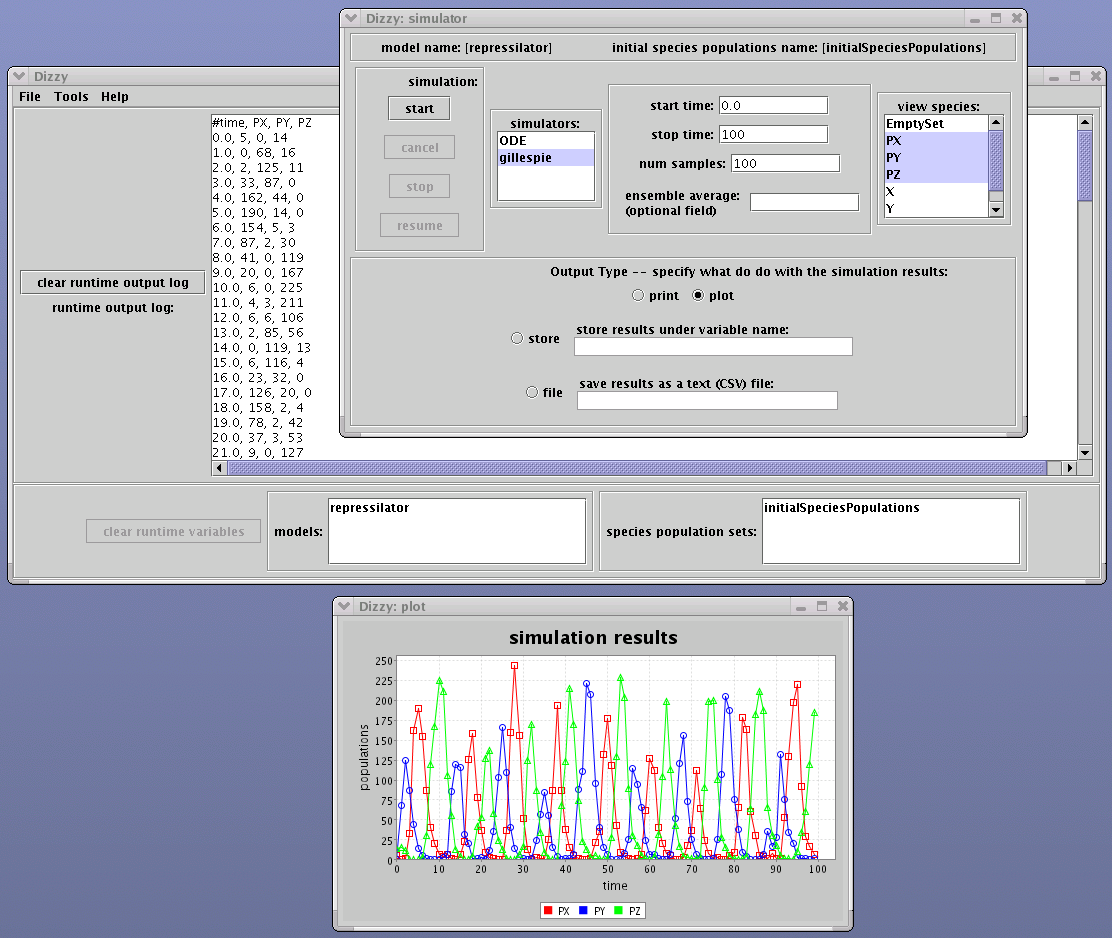 Dizzy: simulator
model name: [repressilator]
initial species populations name: [initialSpeciesPopulations]
simulation:
start
cancel
stop
resume
simulators:
ODE
gillespie
start time: 0.0
stop time: 100
num samples: 100
ensemble average:
(optional field)
view species:
EmptySet
PX
PY
PZ
X
Y
Output Type -- specify what do do with the simulation results:
print
plot
store
store results under variable name:
file
save results as a text (CSV) file:
Dizzy
File Tools Help
clear runtime output log
runtime output log:
#time, PX, PY, PZ
0.0, 5, 0, 14
1.0, 0, 68, 16
2.0, 2, 125, 11
3.0, 33, 87, 0
4.0, 162, 44, 0
5.0, 190, 14, 0
6.0, 154, 5, 3
7.0, 87, 2, 30
8.0, 41, 0, 119
9.0, 20, 0, 167
10.0, 6, 0, 225
11.0, 4, 3, 211
12.0, 6, 6, 106
13.0, 2, 85, 56
14.0, 0, 119, 13
15.0, 6, 116, 4
16.0, 23, 32, 0
17.0, 126, 20, 0
18.0, 158, 2, 4
19.0, 78, 2, 42
20.0, 37, 3, 53
21.0, 9, 0, 127
clear runtime variables
models:
repressilator
species population sets:
initialSpeciesPopulations
Dizzy: plot
simulation results
populations
250
225
200
175
150
125
100
75
50
25
0
0 10 20 30 40 50 60 70 80 90 100
time
PX PY PZ